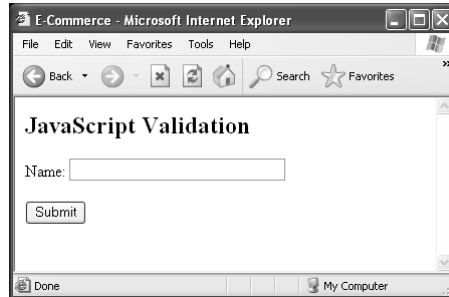 E-Commerce - Microsoft Internet Explorer
File Edit View Favorites Tools Help
Back Search Favorites »
JavaScript Validation
Name:
Submit
Done My Computer